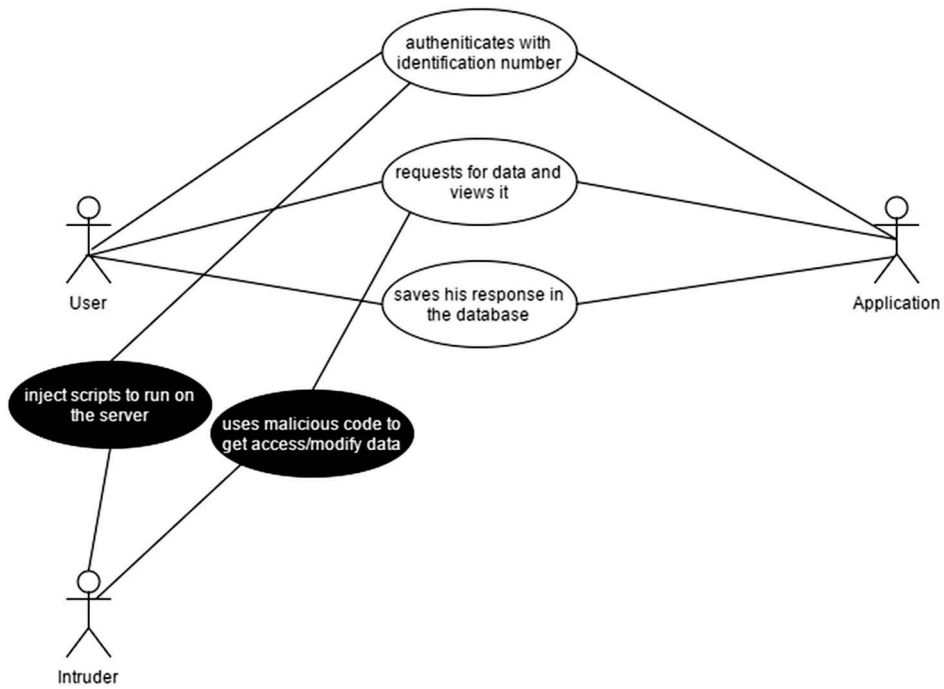 autheniticates with
identification number
requests for data and
views it
User
Application
saves his response in
the database
inject scripts to run on
the server
uses malicious code to
get access/modify data
Intruder